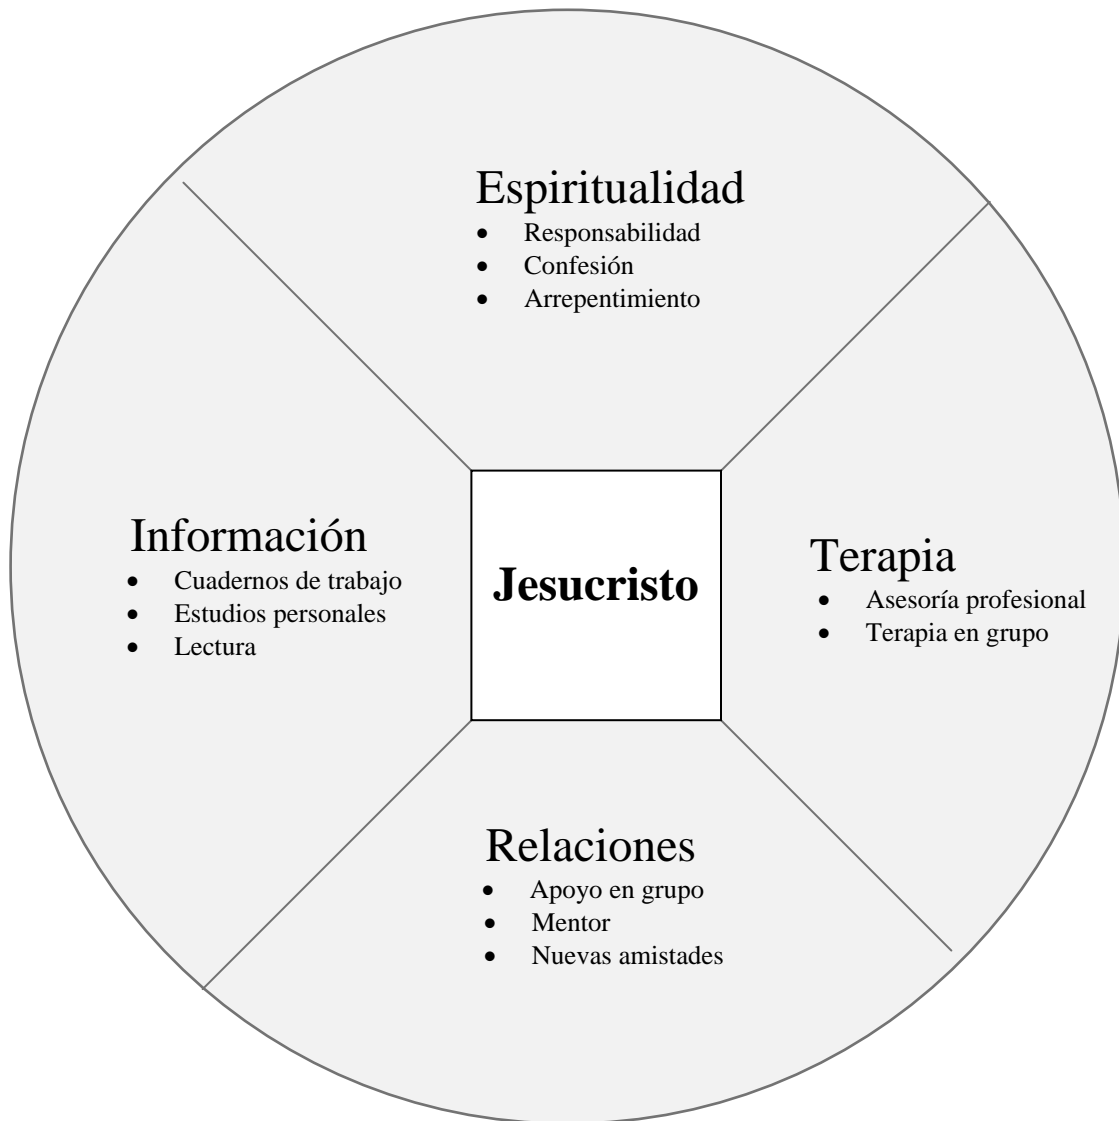 Espiritualidad
• Responsabilidad
• Confesión
• Arrepentimiento
Información
• Cuadernos de trabajo
• Estudios personales
• Lectura
Jesucristo
Terapia
• Asesoría profesional
• Terapia en grupo
Relaciones
• Apoyo en grupo
• Mentor
• Nuevas amistades